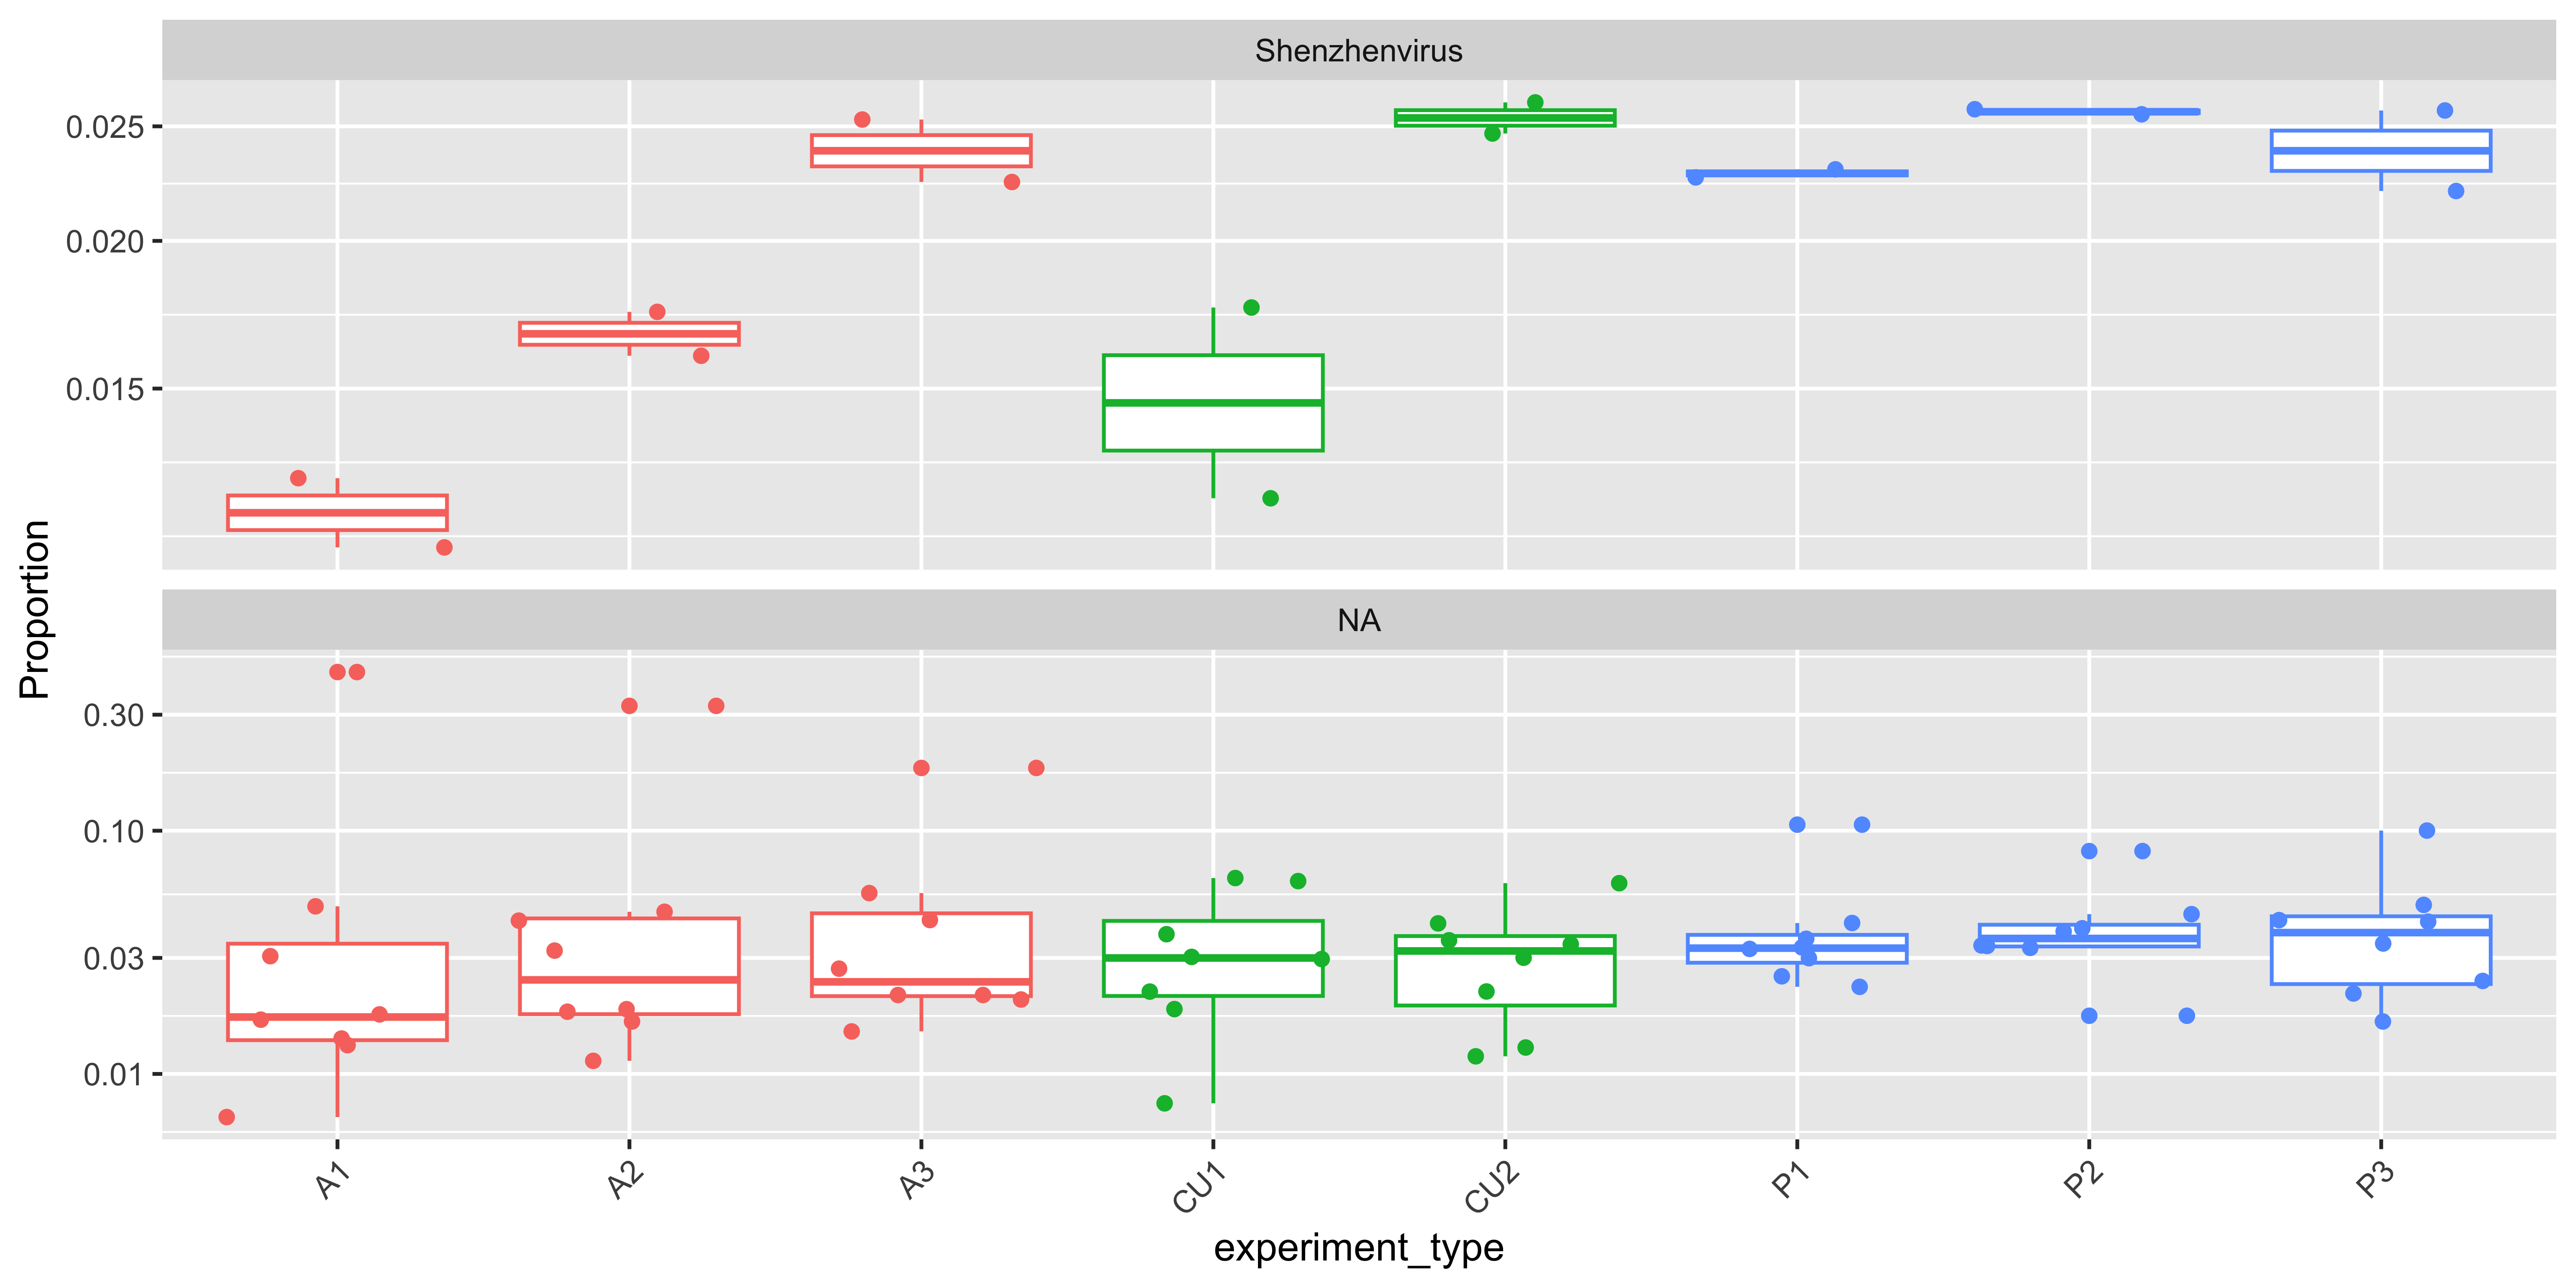 Shenzhenvirus
0.025
0.020
0.015
Proportion
NA
0.30
0.10
0.03
0.01
A1 A2 A3 CU1 CU2 P1 P2 P3
experiment_type